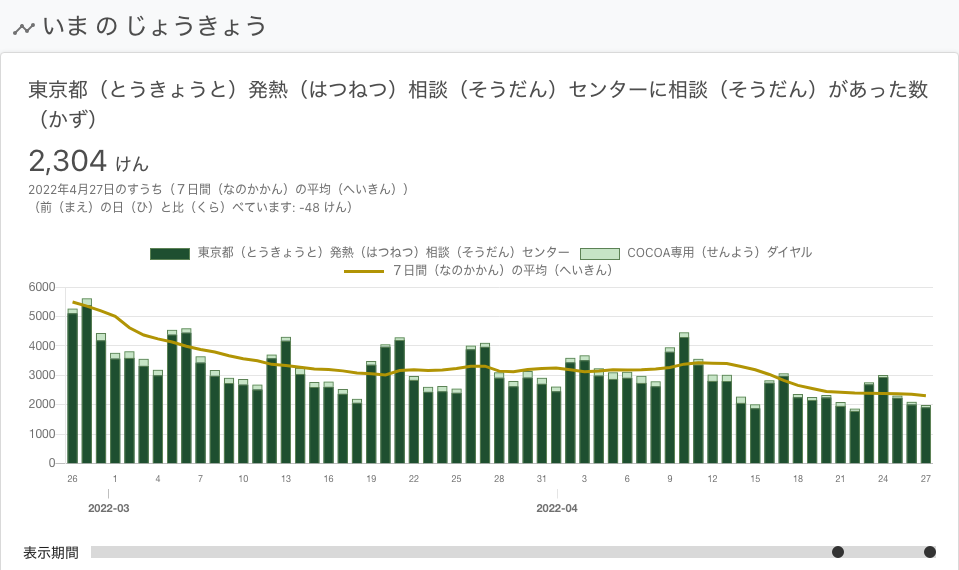 いま の じょうきょう
東京都（とうきょうと）発熱（はつねつ）相談（そうだん）センターに相談（そうだん）があった数
（かず）
2,304 けん
2022年4月27日のすうち（７日間（なのかかん）の平均（へいきん））
（前（まえ）の日（ひ）と比（くら）べています: -48 けん）
東京都（とうきょうと）発熱（はつねつ）相談（そうだん）センター COCOA専用（せんよう）ダイヤル
７日間（なのかかん）の平均（へいきん）
6000
5000
4000
3000
2000
1000
0
26 1 4 7 10 13 16 19 22 25 28 31 3 6 9 12 15 18 21 24 27
2022-03 2022-04
表示期間